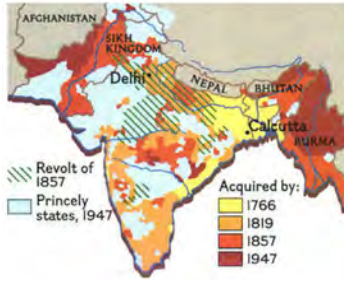 AFGHANISTAN
SIKH
KINGDOM
Delhi
NEPAL
BHUTAN
Calcutta
BURMA
Revolt of
1857
Princely
states, 1947
Acquired by:
1766
1819
1857
1947